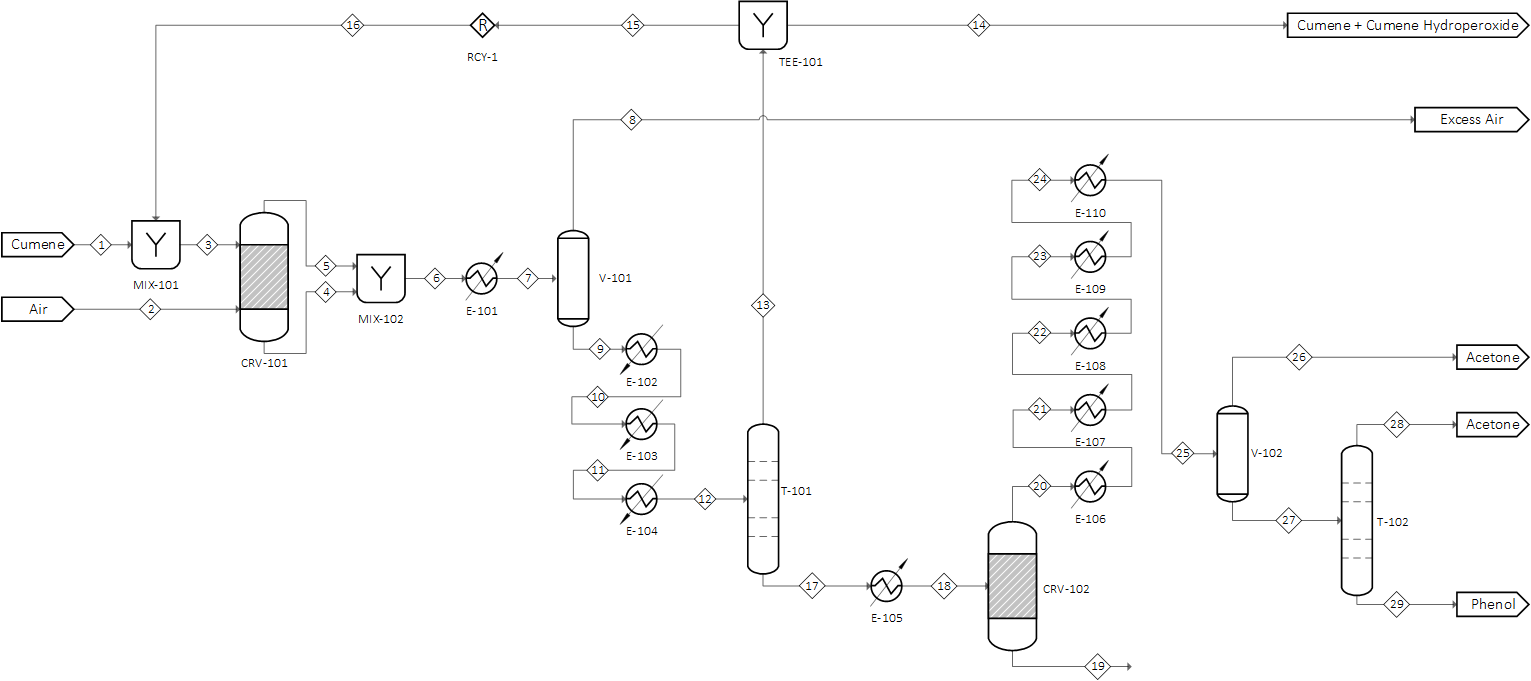 16
R
15
14
Cumene + Cumene Hydroperoxide
RCY-1
TEE-101
8
Excess Air
24
E-110
Cumene
1
3
MIX-101
5
4
6
7
V-101
23
E-109
Air
2
MIX-102
E-101
13
CRV-101
9
E-102
22
E-108
26
Acetone
10
E-103
21
E-107
28
Acetone
11
25
V-102
12
T-101
E-104
20
E-106
27
T-102
17
18
E-105
CRV-102
29
Phenol
19